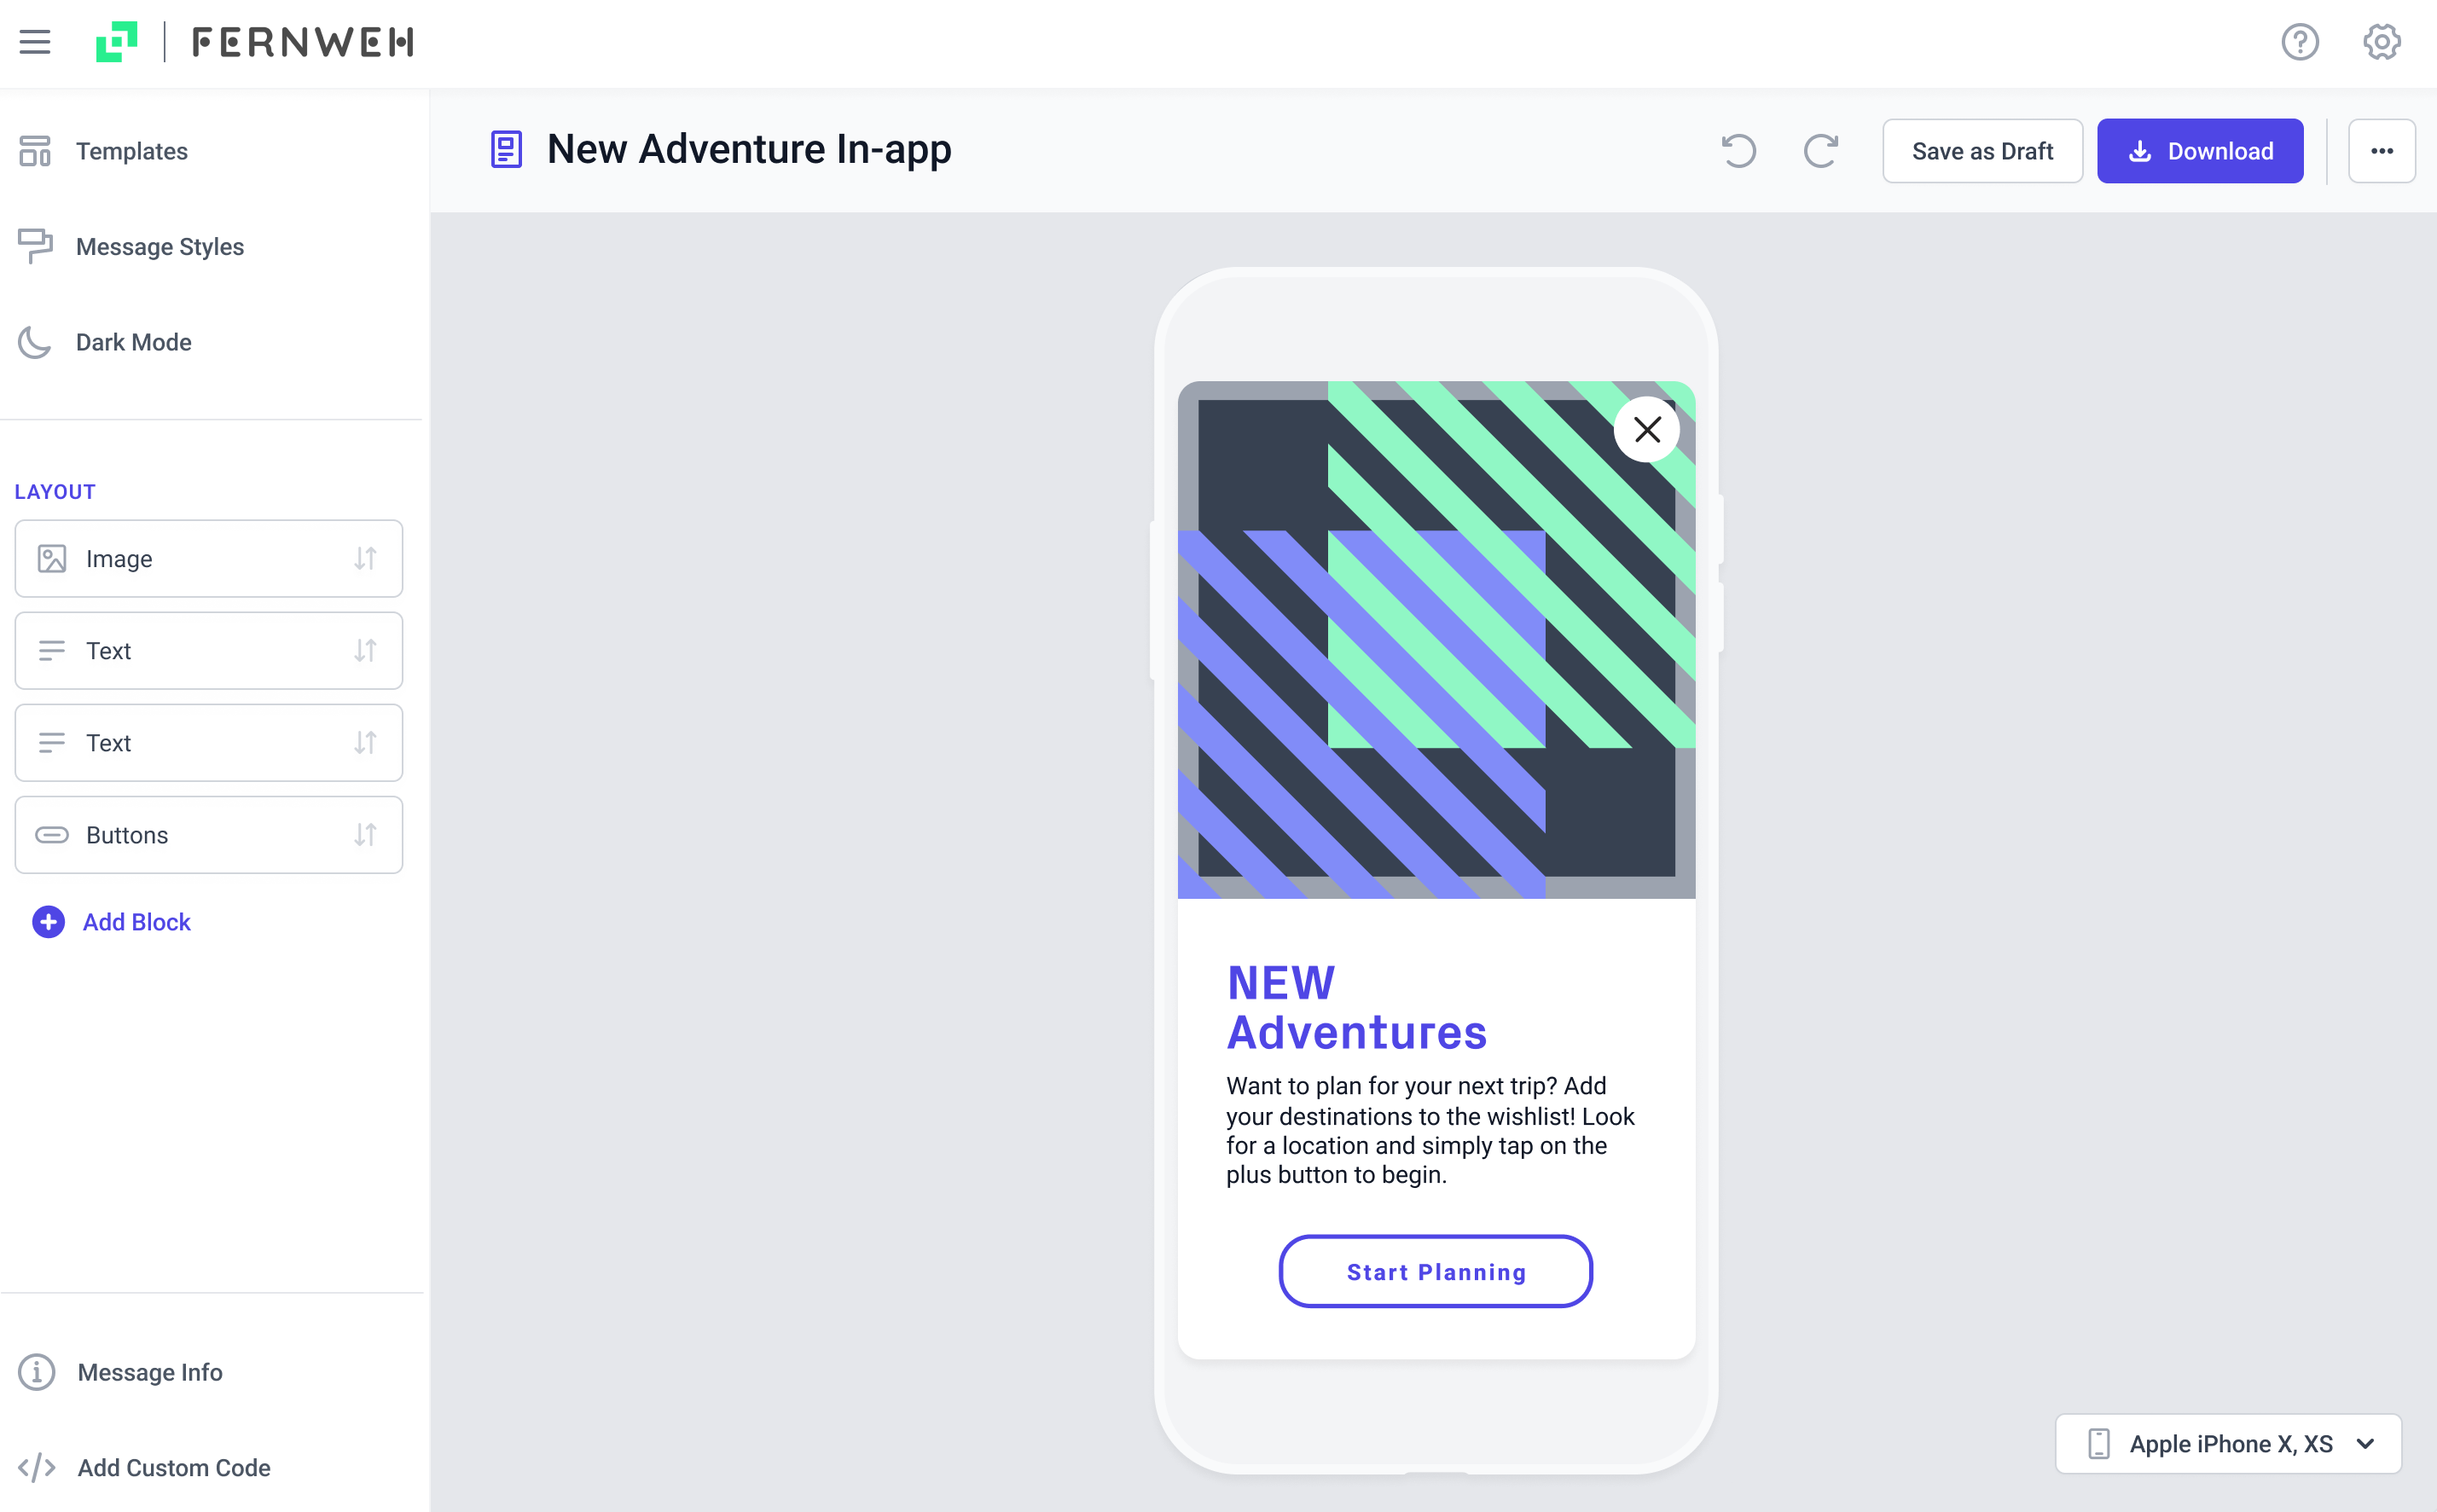 FERNWEH
Templates
Message Styles
Dark Mode
LAYOUT
Image
Text
Text
Buttons
Add Block
Message Info
Add Custom Code
New Adventure In-app
Save as Draft
Download
NEW
Adventures
Want to plan for your next trip? Add
your destinations to the wishlist! Look
for a location and simply tap on the
plus button to begin.
Start Planning
Apple iPhone X, XS